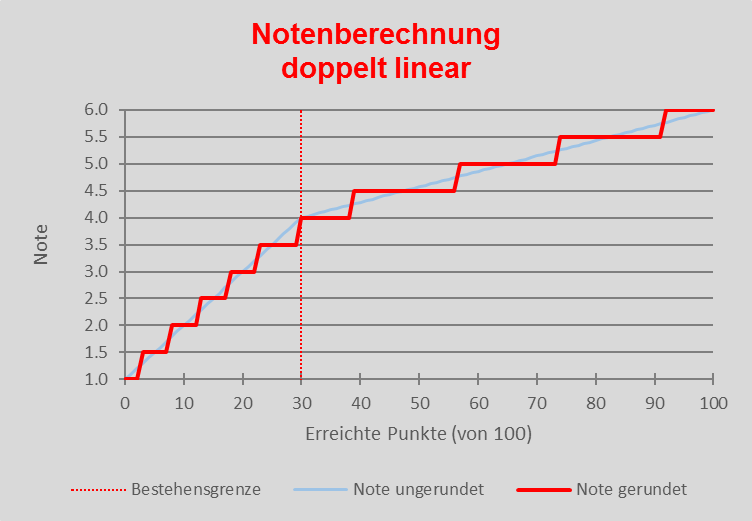 Notenberechnung
doppelt linear
6.0
5.5
5.0
4.5
4.0
3.5
3.0
2.5
2.0
1.5
1.0
Note
0 10 20 30 40 50 60 70 80 90 100
Erreichte Punkte (von 100)
Bestehensgrenze Note ungerundet Note gerundet